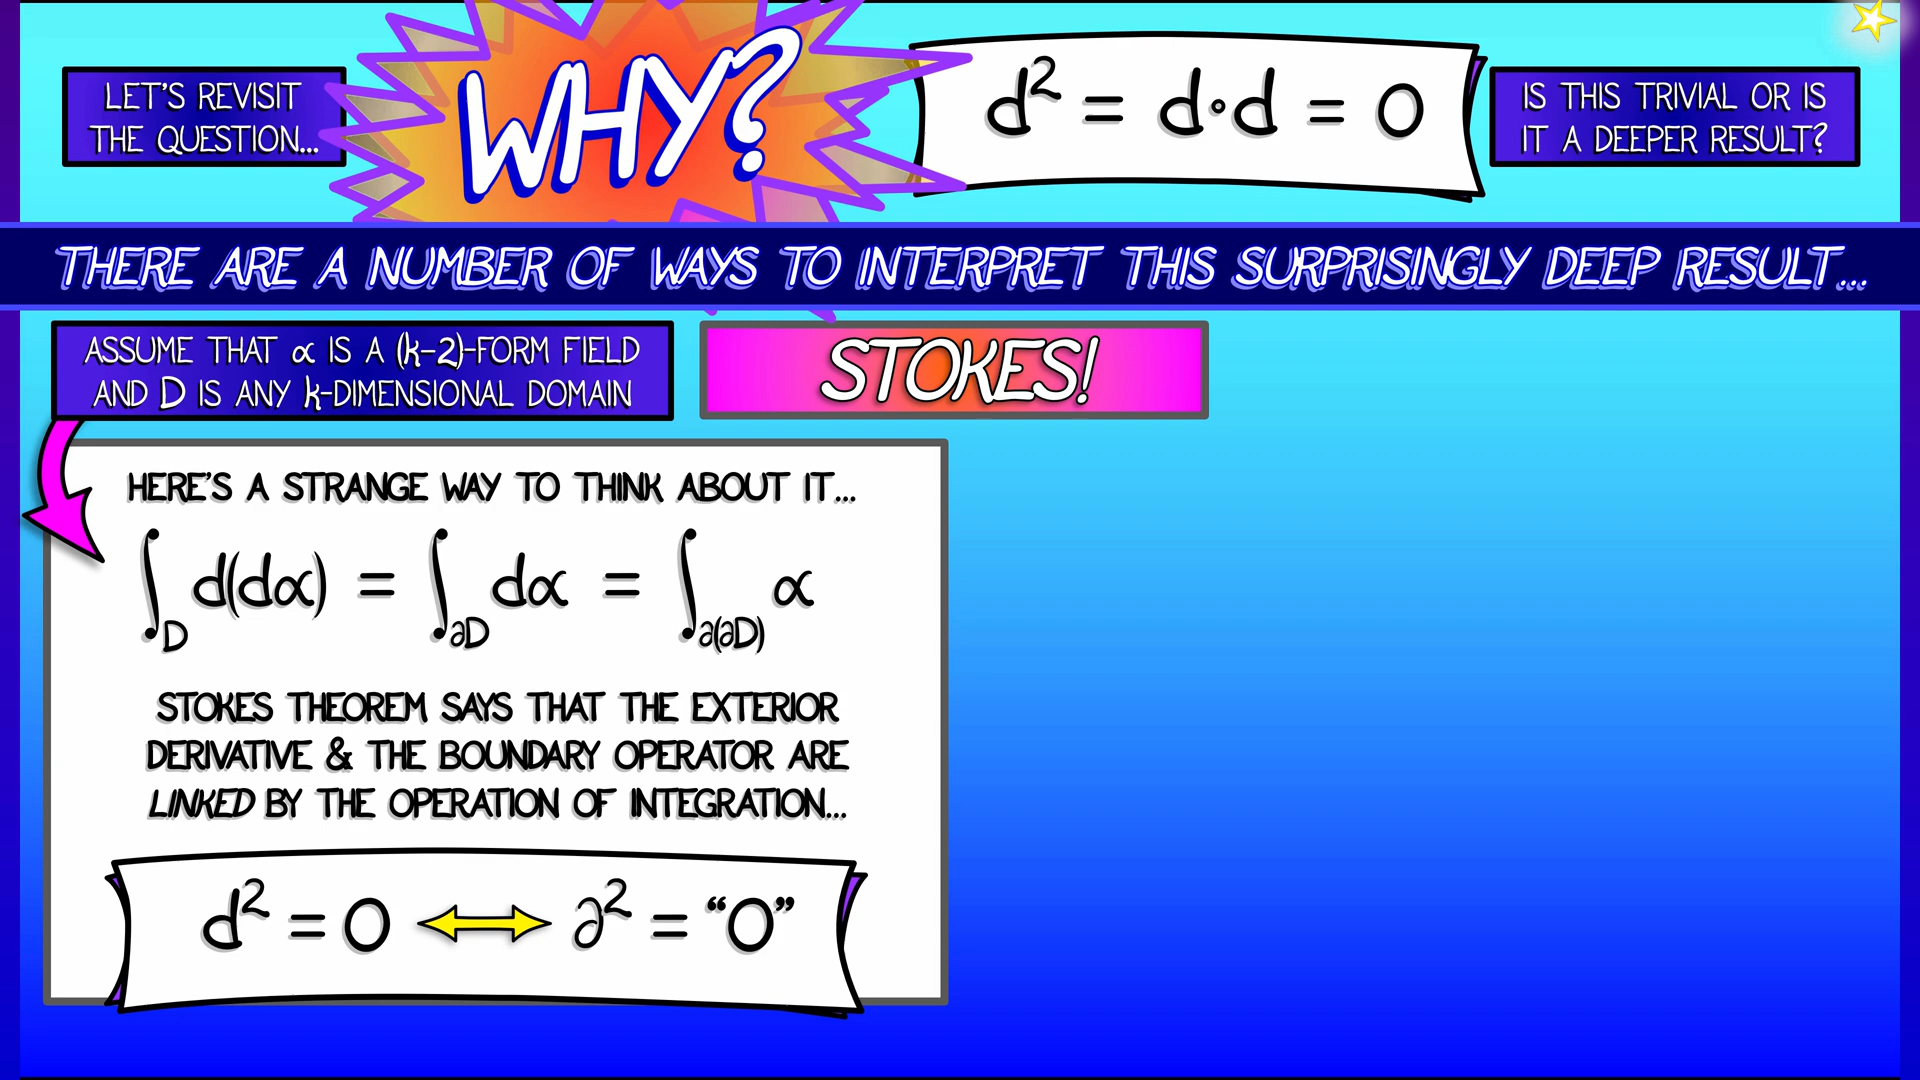 LET'S REVISIT
THE QUESTION...
WHY?
d² = d∘d = 0
IS THIS TRIVIAL OR IS
IT A DEEPER RESULT?
THERE ARE A NUMBER OF WAYS TO INTERPRET THIS SURPRISINGLY DEEP RESULT...
ASSUME THAT α IS A (k-2)-FORM FIELD
AND D IS ANY k-DIMENSIONAL DOMAIN
STOKES!
HERE'S A STRANGE WAY TO THINK ABOUT IT...
∫_D d(dα) = ∫_∂D dα = ∫_∂(∂D) α
STOKES THEOREM SAYS THAT THE EXTERIOR
DERIVATIVE & THE BOUNDARY OPERATOR ARE
LINKED BY THE OPERATION OF INTEGRATION...
d² = 0 ⟷ ∂² = “0”